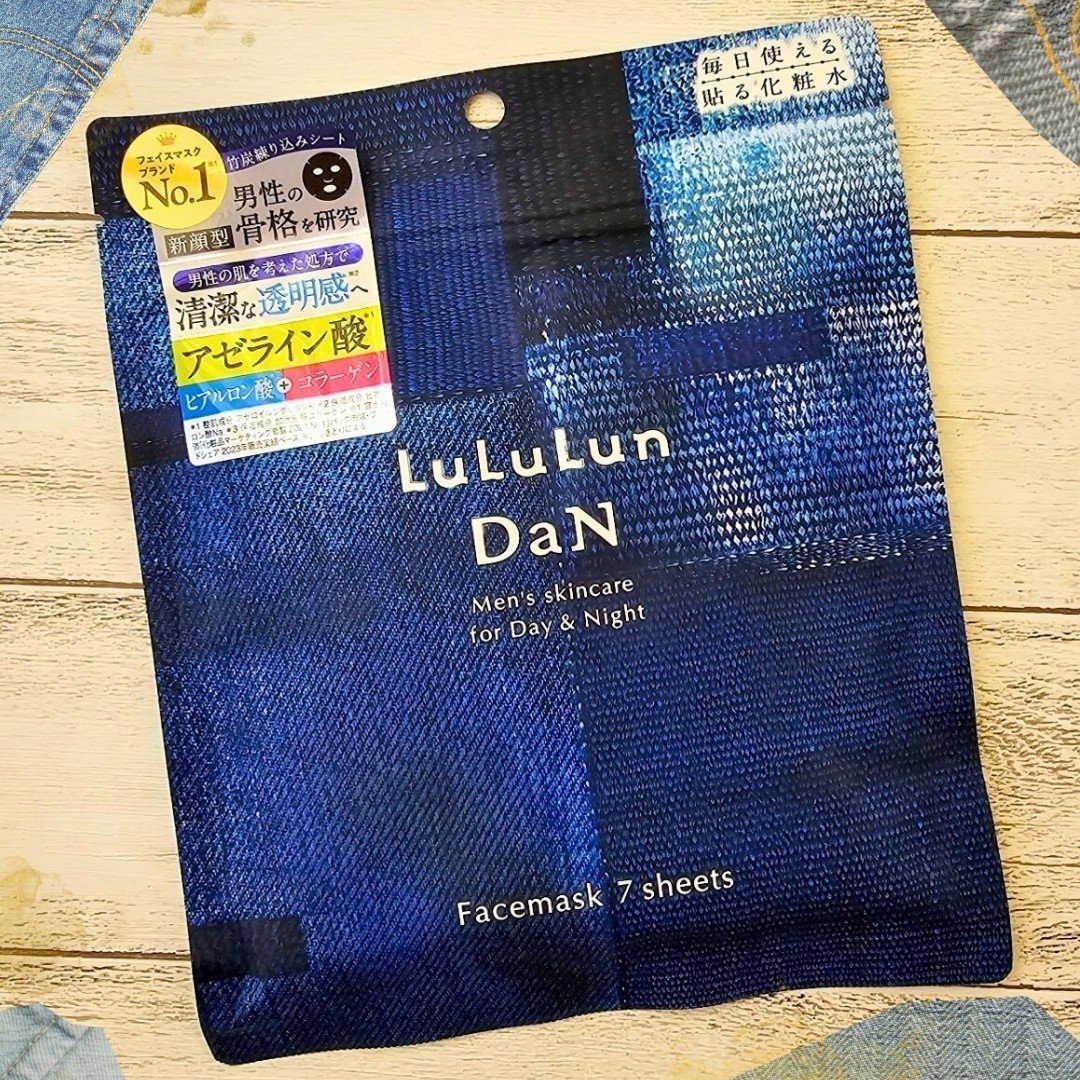 毎日使える
貼る化粧水
フェイスマスク
ブランド
No.1
竹炭練り込みシート
男性の
新顔型 骨格を研究
男性の肌を考えた処方で
清潔な透明感へ※2
アゼライン酸*1
ヒアルロン酸+コラーゲン
LuLuLun
DaN
Men's skincare
for Day & Night
Facemask 7 sheets